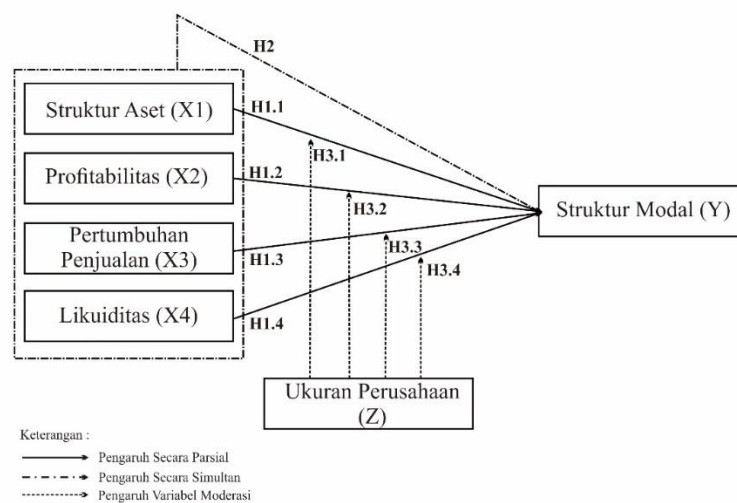 H2
Struktur Aset (X1)
H1.1
H3.1
Profitabilitas (X2)
H1.2
H3.2
Struktur Modal (Y)
Pertumbuhan
Penjualan (X3)
H1.3
H3.3
H3.4
Likuiditas (X4)
H1.4
Ukuran Perusahaan
(Z)
Keterangan :
Pengaruh Secara Parsial
Pengaruh Secara Simultan
Pengaruh Variabel Moderasi